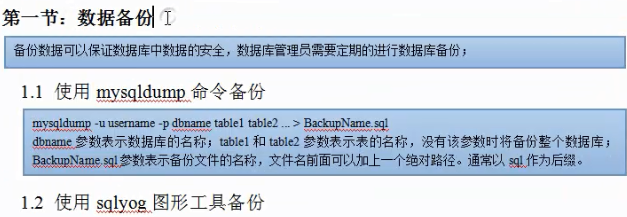 第一节：数据备份
备份数据可以保证数据库中数据的安全，数据库管理员需要定期的进行数据库备份；
1.1 使用 mysqldump 命令备份
mysqldump -u username -p dbname table1 table2 ... > BackupName.sql
dbname 参数表示数据库的名称；table1 和 table2 参数表示表的名称，没有该参数时将备份整个数据库；
BackupName.sql 参数表示备份文件的名称，文件名前面可以加上一个绝对路径。通常以 sql 作为后缀。
1.2 使用 sqlyog 图形工具备份